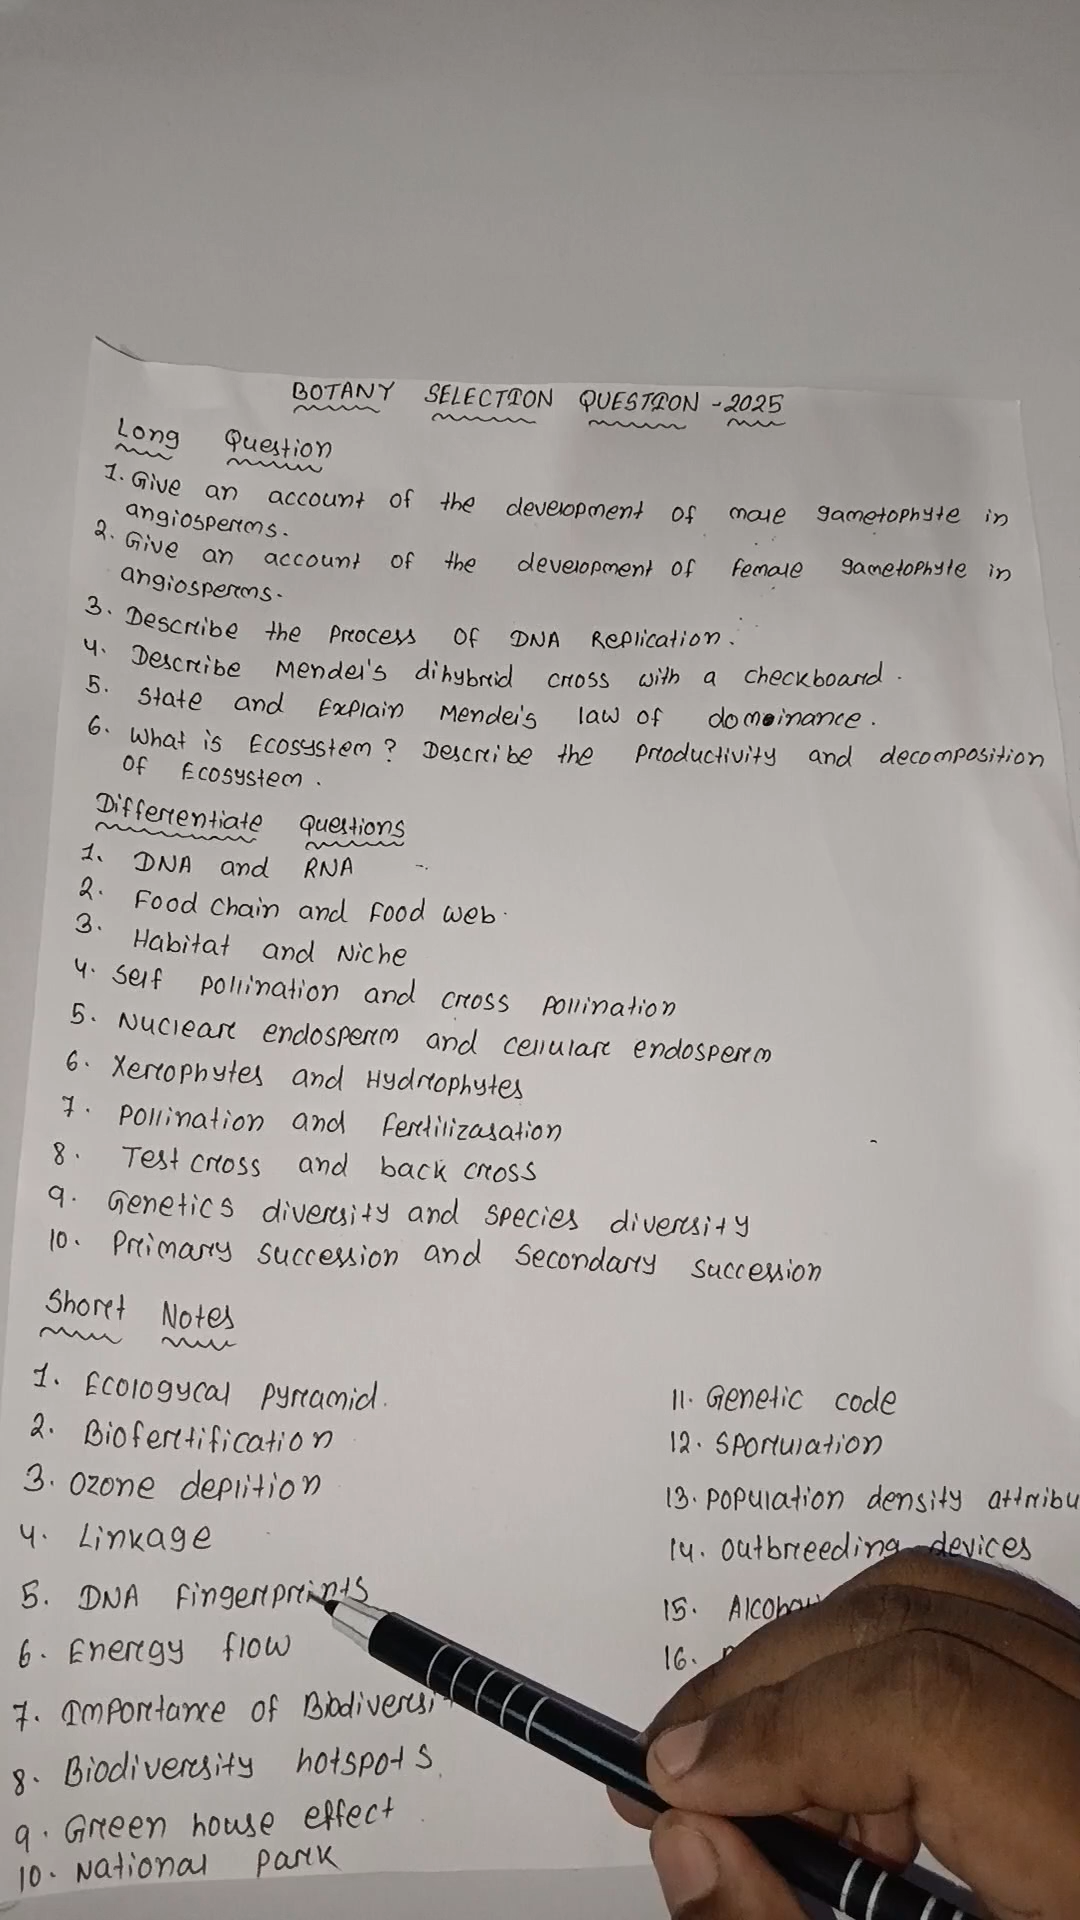 BOTANY SELECTION QUESTION - 2025
Long Question
1. Give an account of the development of male gametophyte in
angiosperms.
2. Give an account of the development of female gametophyte in
angiosperms.
3. Describe the Process of DNA Replication.
4. Describe Mendel's dihybrid cross with a checkboard.
5. State and Explain Mendel's law of dominance.
6. What is Ecosystem? Describe the Productivity and decomposition
of Ecosystem.
Differentiate Questions
1. DNA and RNA
2. Food chain and food web.
3. Habitat and Niche
4. Self pollination and cross pollination
5. Nuclear endosperm and cellular endosperm
6. Xerophytes and Hydrophytes
7. Pollination and fertilizasation
8. Test cross and back cross
9. Genetics diversity and species diversity
10. Primary succession and Secondary succession
Short Notes
1. Ecologycal pyramid.
2. Biofertification
3. Ozone deplition
4. Linkage
5. DNA fingerprints
6. Energy flow
7. Importance of Biodiversi
8. Biodiversity hotspots.
9. Green house effect
10. National park
11. Genetic code
12. Sporulation
13. Population density attribu
14. Outbreeding devices
15.
16.